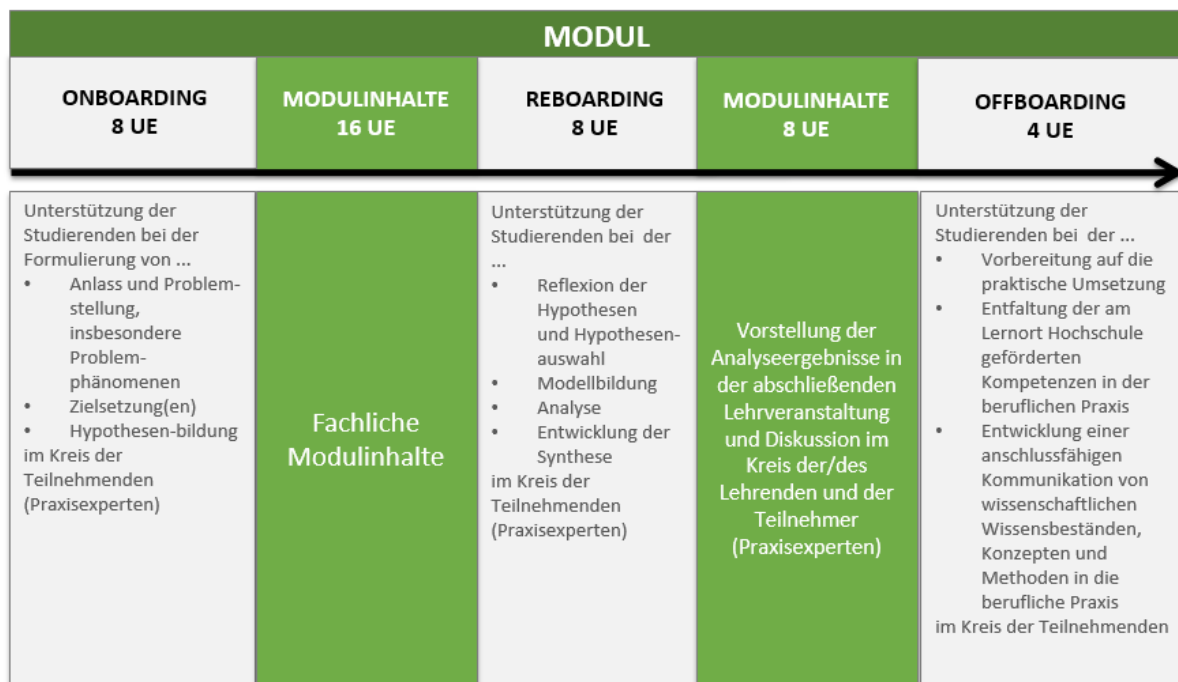 MODUL
ONBOARDING
8 UE
MODULINHALTE
16 UE
REBOARDING
8 UE
MODULINHALTE
8 UE
OFFBOARDING
4 UE
Unterstützung der
Studierenden bei der
Formulierung von ...
• Anlass und Problem-
stellung,
insbesondere
Problem-
phänomenen
• Zielsetzung(en)
• Hypothesen-bildung
im Kreis der
Teilnehmenden
(Praxisexperten)
Fachliche
Modulinhalte
Unterstützung der
Studierenden bei der
...
• Reflexion der
Hypothesen
und Hypothesen-
auswahl
• Modellbildung
• Analyse
• Entwicklung der
Synthese
im Kreis der
Teilnehmenden
(Praxisexperten)
Vorstellung der
Analyseergebnisse in
der abschließenden
Lehrveranstaltung
und Diskussion im
Kreis der/des
Lehrenden und der
Teilnehmer
(Praxisexperten)
Unterstützung der
Studierenden bei der ...
• Vorbereitung auf die
praktische Umsetzung
• Entfaltung der am
Lernort Hochschule
geförderten
Kompetenzen in der
beruflichen Praxis
• Entwicklung einer
anschlussfähigen
Kommunikation von
wissenschaftlichen
Wissensbeständen,
Konzepten und
Methoden in die
berufliche Praxis
im Kreis der Teilnehmenden